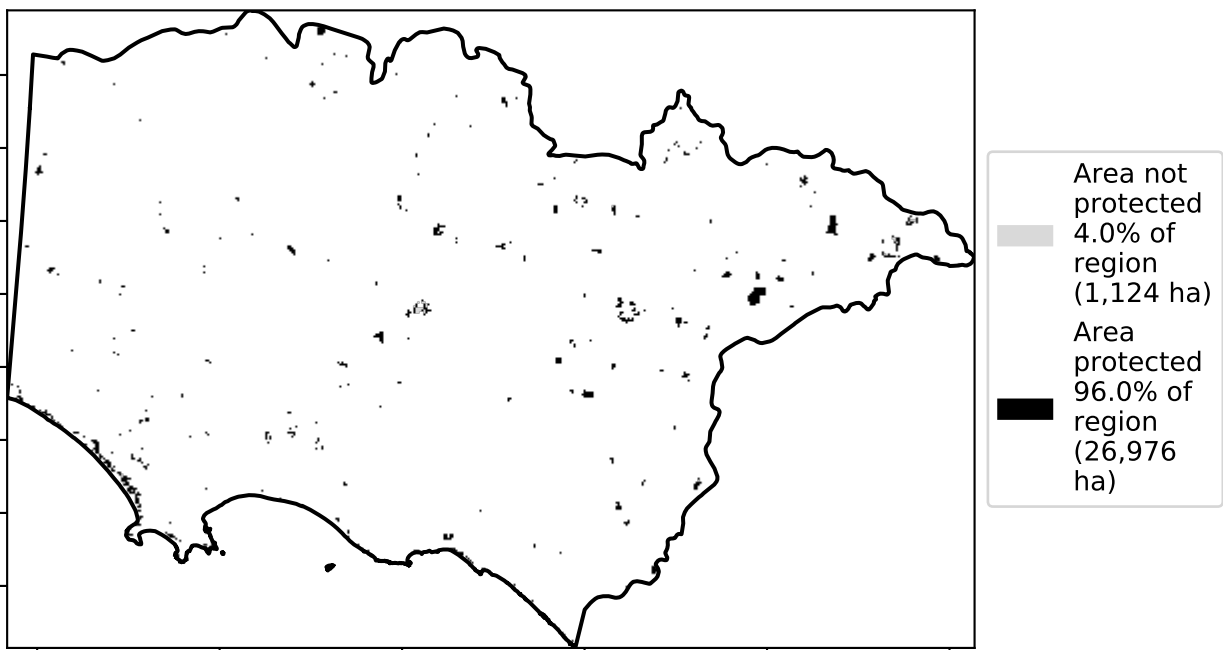 Area not
protected
4.0% of
region
(1,124 ha)
Area
protected
96.0% of
region
(26,976
ha)